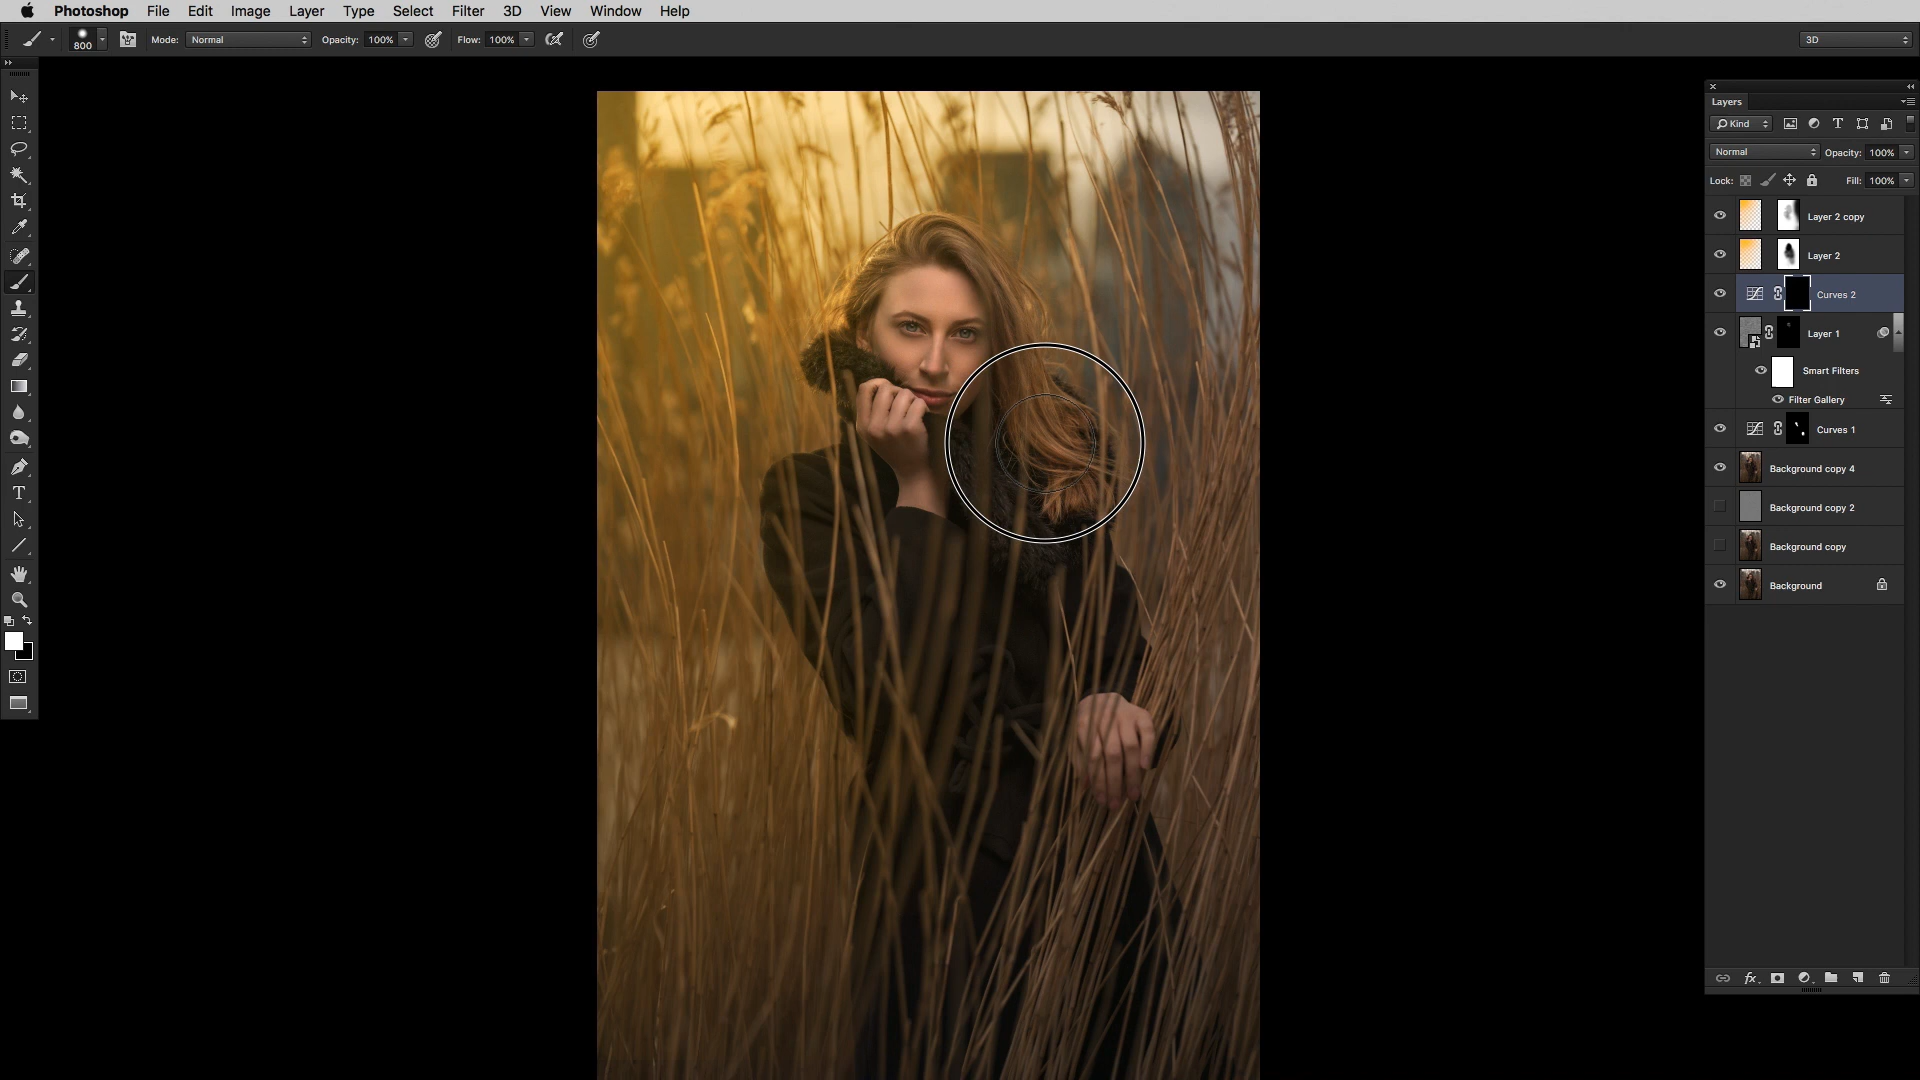 Photoshop File Edit Image Layer Type Select Filter 3D View Window Help
800 Mode: Normal Opacity: 100% Flow: 100% 3D
Layers
Kind T
Normal Opacity: 100%
Lock: Fill: 100%
Layer 2 copy
Layer 2
Curves 2
Layer 1
Smart Filters
Filter Gallery
Curves 1
Background copy 4
Background copy 2
Background copy
Background
T
fx